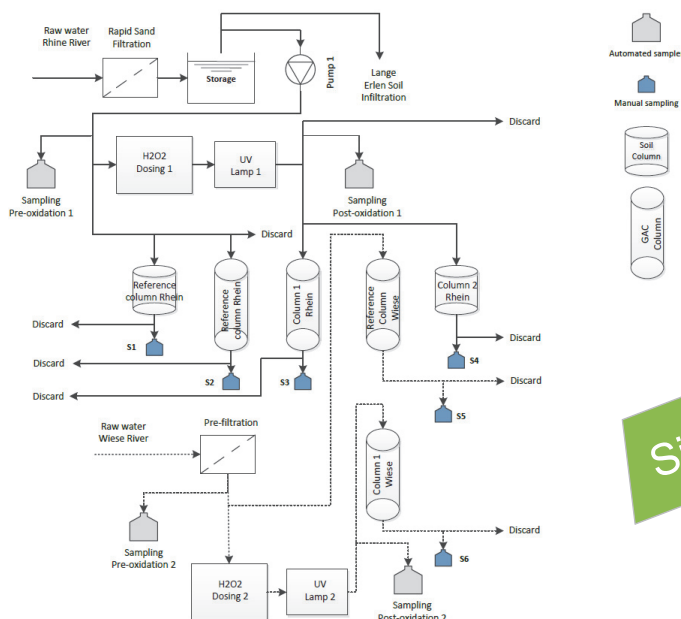 Raw water
Rhine River
Rapid Sand
Filtration
Storage
Pump 1
Lange
Erlen Soil
Infiltration
Automated sample
Manual sampling
Soil
Column
GAC
Column
Discard
H2O2
Dosing 1
UV
Lamp 1
Sampling
Pre-oxidation 1
Sampling
Post-oxidation 1
Discard
Reference
column Rhein
Reference
column Rhein
Column 1
Rhein
Reference
Column
Wiese
Column 2
Rhein
Discard
S1
Discard
S2
Discard
S3
S4
Discard
S5
Discard
Raw water
Wiese River
Pre-filtration
Column 1
Wiese
Sampling
Pre-oxidation 2
S6
Discard
H2O2
Dosing 2
UV
Lamp 2
Sampling
Post-oxidation 2